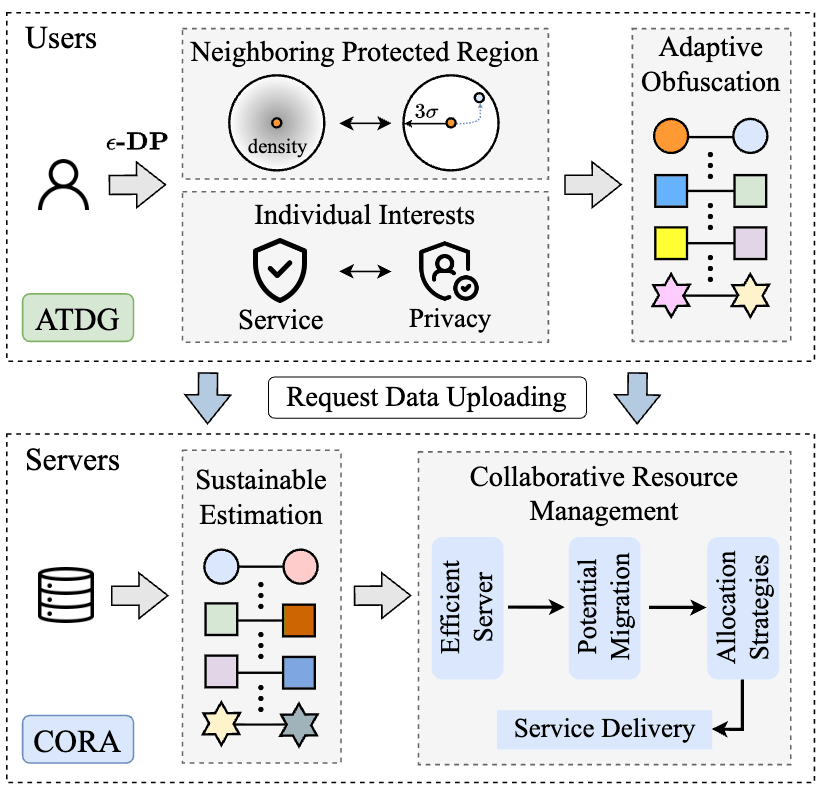 Users
ϵ-DP
ATDG
Neighboring Protected Region
density
3σ
Individual Interests
Service
Privacy
Adaptive
Obfuscation
Request Data Uploading
Servers
CORA
Sustainable
Estimation
Collaborative Resource
Management
Efficient
Server
Potential
Migration
Allocation
Strategies
Service Delivery